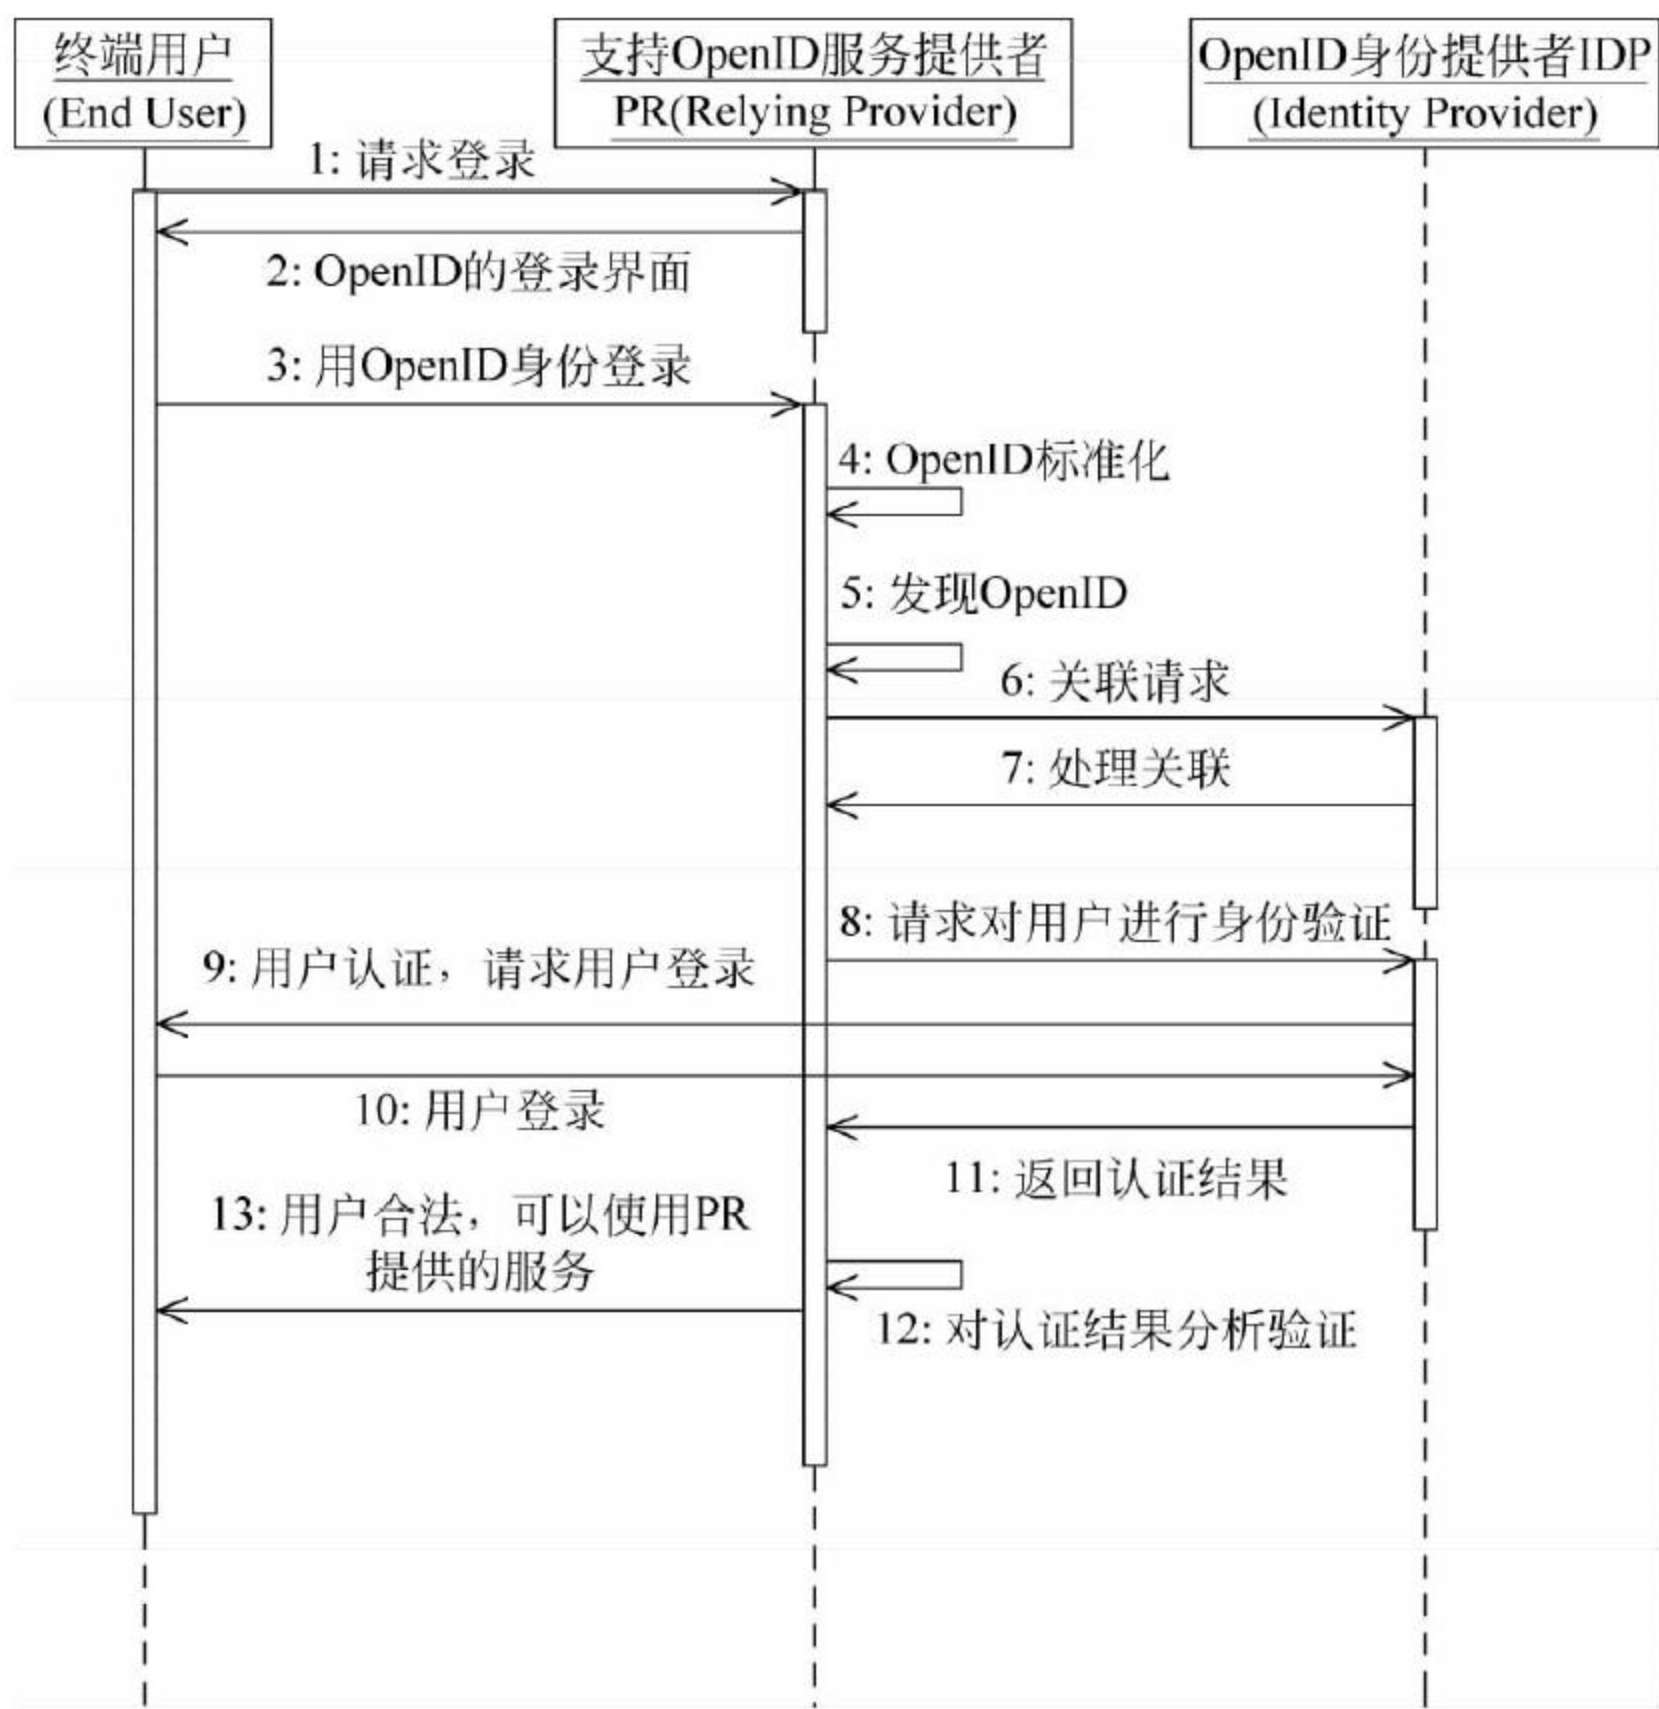 终端用户
(End User)
支持OpenID服务提供者
PR(Relying Provider)
OpenID身份提供者IDP
(Identity Provider)
1: 请求登录
2: OpenID的登录界面
3: 用OpenID身份登录
4: OpenID标准化
5: 发现OpenID
6: 关联请求
7: 处理关联
8: 请求对用户进行身份验证
9: 用户认证，请求用户登录
10: 用户登录
11: 返回认证结果
13: 用户合法，可以使用PR
提供的服务
12: 对认证结果分析验证